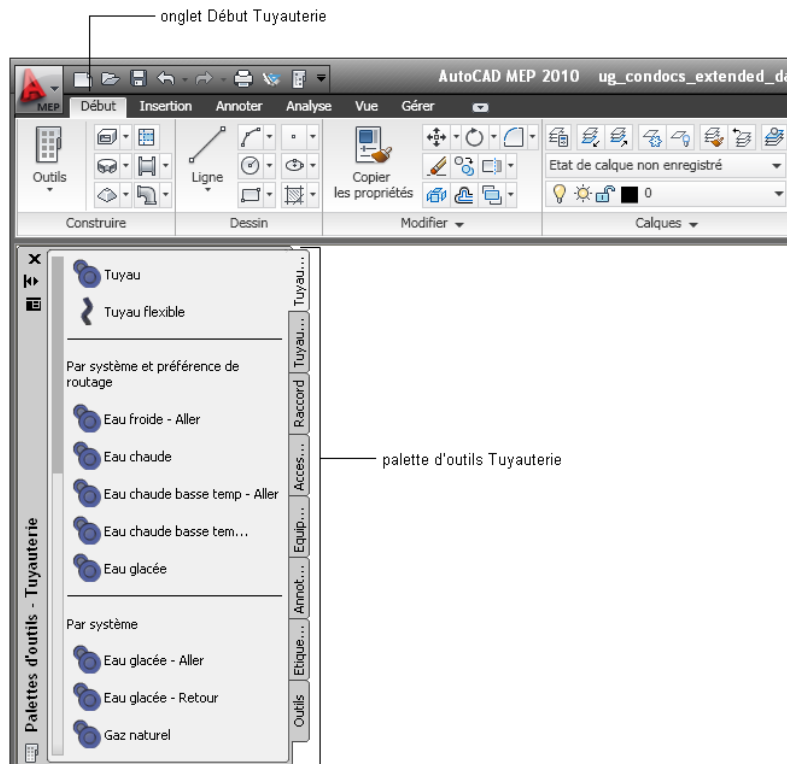 onglet Début Tuyauterie
AutoCAD MEP 2010 ug_condocs_extended_da
MEP Début Insertion Annoter Analyse Vue Gérer
Outils
Ligne
Copier
les propriétés
Etat de calque non enregistré
0
Construire Dessin Modifier Calques
Tuyau
Tuyau flexible
Par système et préférence de
routage
Eau froide - Aller
Eau chaude
Eau chaude basse temp - Aller
Eau chaude basse tem...
Eau glacée
Par système
Eau glacée - Aller
Eau glacée - Retour
Gaz naturel
Tuyau...
Tuyau...
Raccord
Acces...
Equip...
Annot...
Etique...
Outils
Palettes d'outils - Tuyauterie
palette d'outils Tuyauterie